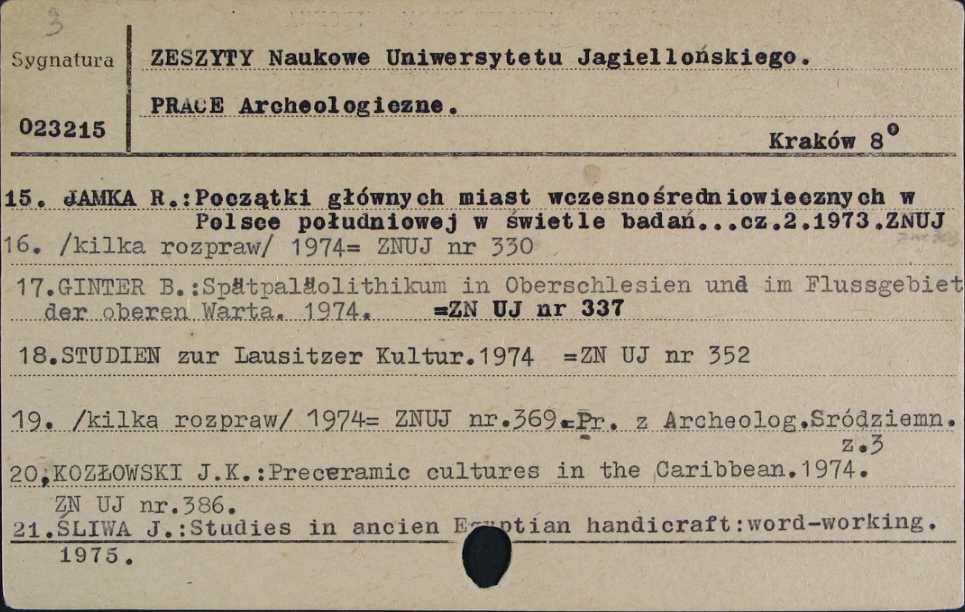 3
Sygnatura
ZESZYTY Naukowe Uniwersytetu Jagiellońskiego.
PRACE Archeologiczne.
023215
Kraków 8°
15. JAMKA R.:Początki głównych miast wczesnośredniowiecznych w
Polsce południowej w świetle badań...cz.2.1973.ZNUJ
16. /kilka rozpraw/ 1974= ZNUJ nr 330
17.GINTER B.:Spätpaläolithikum in Oberschlesien und im Flussgebiet
der oberen Warta. 1974. =ZN UJ nr 337
18.STUDIEN zur Lausitzer Kultur.1974 =ZN UJ nr 352
19. /kilka rozpraw/ 1974= ZNUJ nr.369.=Pr. z Archeolog.Sródziemn.
z.3
20.KOZŁOWSKI J.K.:Preceramic cultures in the Caribbean.1974.
ZN UJ nr.386.
21.ŚLIWA J.:Studies in ancien Egyptian handicraft:word-working.
1975.